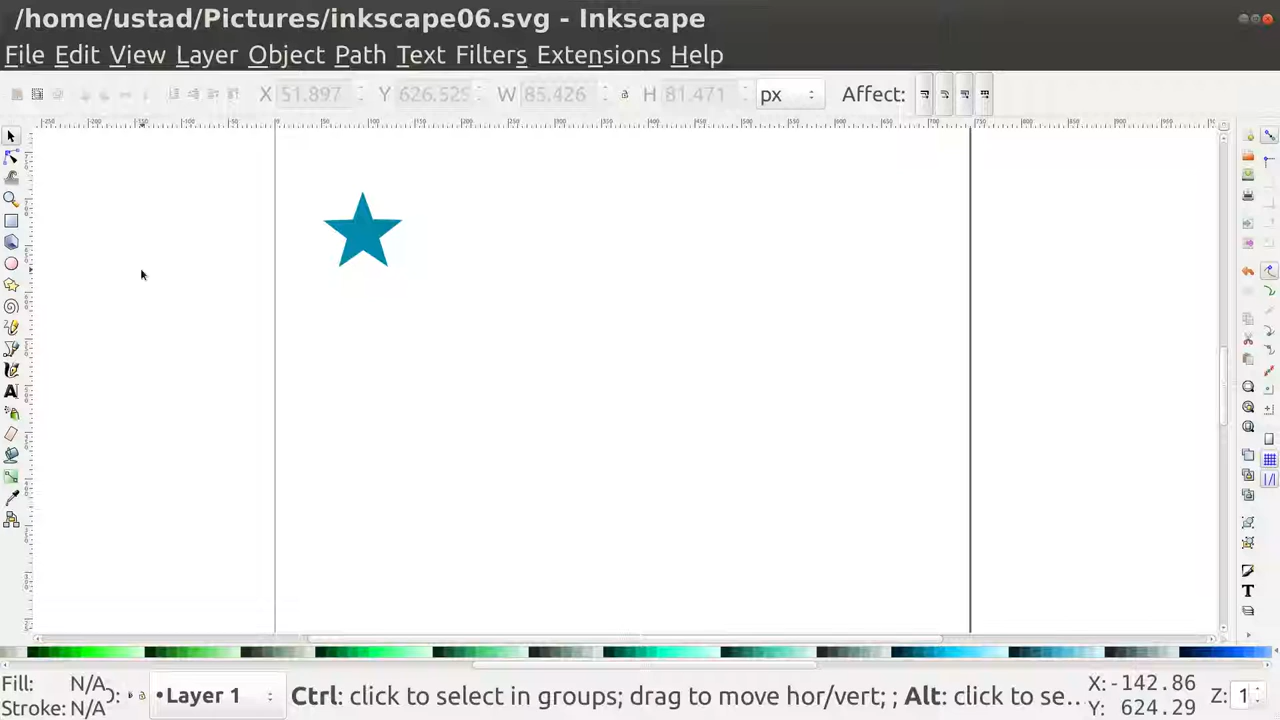 /home/ustad/Pictures/inkscape06.svg - Inkscape
File Edit View Layer Object Path Text Filters Extensions Help
X 51.897 Y 626.525 W 85.426 H 81.471 px Affect:
Fill: N/A
Stroke: N/A
O:
•Layer 1
Ctrl: click to select in groups; drag to move hor/vert; ; Alt: click to se...
X: -142.86
Y: 624.29
Z: 1